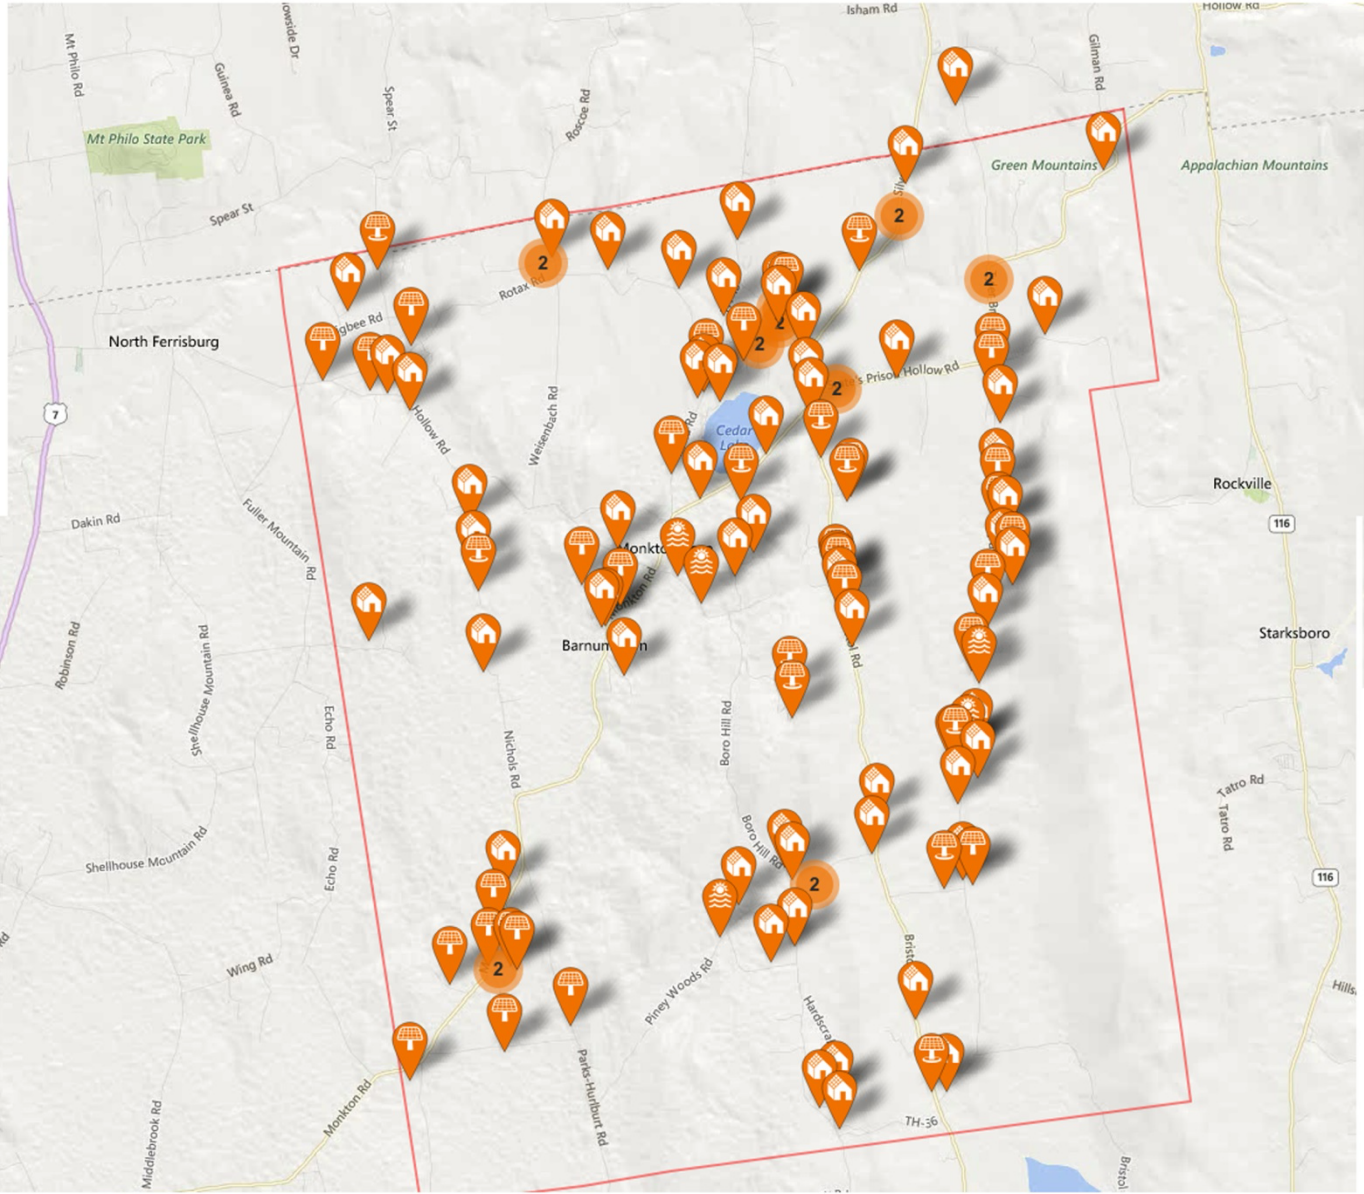 Isham Rd
Hollow Rd
Mt Philo Rd
Guinea Rd
Spear St
Roscoe Rd
Gilman Rd
Mt Philo State Park
Green Mountains
Appalachian Mountains
Spear St
2
2
2
Rotax Rd
2
North Ferrisburg
2
7
2
Prison Hollow Rd
Hollow Rd
Weisenbach Rd
Rd
Cedar
Rockville
116
Dakin Rd
Fuller Mountain Rd
Monkton Rd
Starksboro
Robinson Rd
Shellhouse Mountain Rd
Rd
Echo Rd
Nichols Rd
Boro Hill Rd
Tatro Rd
Tatro Rd
Boro Hill Rd
Shellhouse Mountain Rd
Echo Rd
2
116
Wing Rd
2
Piney Woods Rd
Monkton Rd
Parks-Hurlburt Rd
Middlebrook Rd
TH-36
Bristol